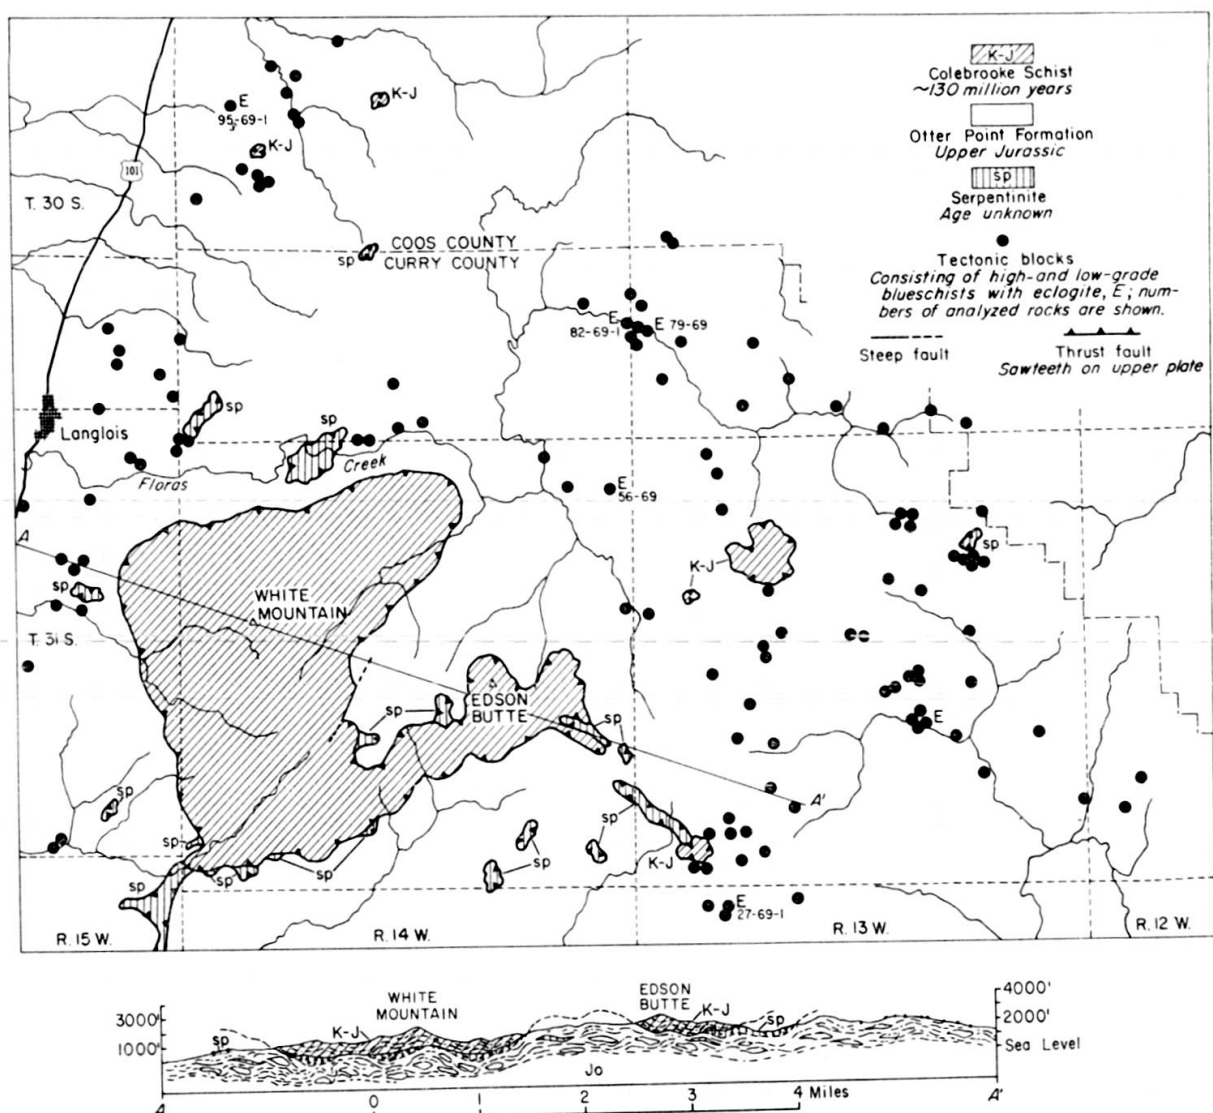 K-J
Colebrooke Schist
~130 million years
Otter Point Formation
Upper Jurassic
sp
Serpentinite
Age unknown
Tectonic blocks
Consisting of high-and low-grade
blueschists with eclogite, E; num-
bers of analyzed rocks are shown.
Steep fault
Thrust fault
Sawteeth on upper plate
E
95-69-1
K-J
K-J
101
T. 30 S.
sp
COOS COUNTY
CURRY COUNTY
E
82-69-1
E 79-69
sp
sp
Langlois
Creek
Floras
E
56-69
A
sp
K-J
sp
WHITE
MOUNTAIN
T. 31 S.
EDSON
BUTTE
sp
sp
E
A'
sp
sp
sp
sp
K-J
sp
sp
sp
sp
E
27-69-1
R. 15 W.
R. 14 W.
R. 13 W.
R. 12 W.
WHITE
MOUNTAIN
EDSON
BUTTE
K-J
4000'
3000'
K-J
sp
2000'
1000'
sp
Sea Level
Jo
A
0
1
2
3
4 Miles
A'